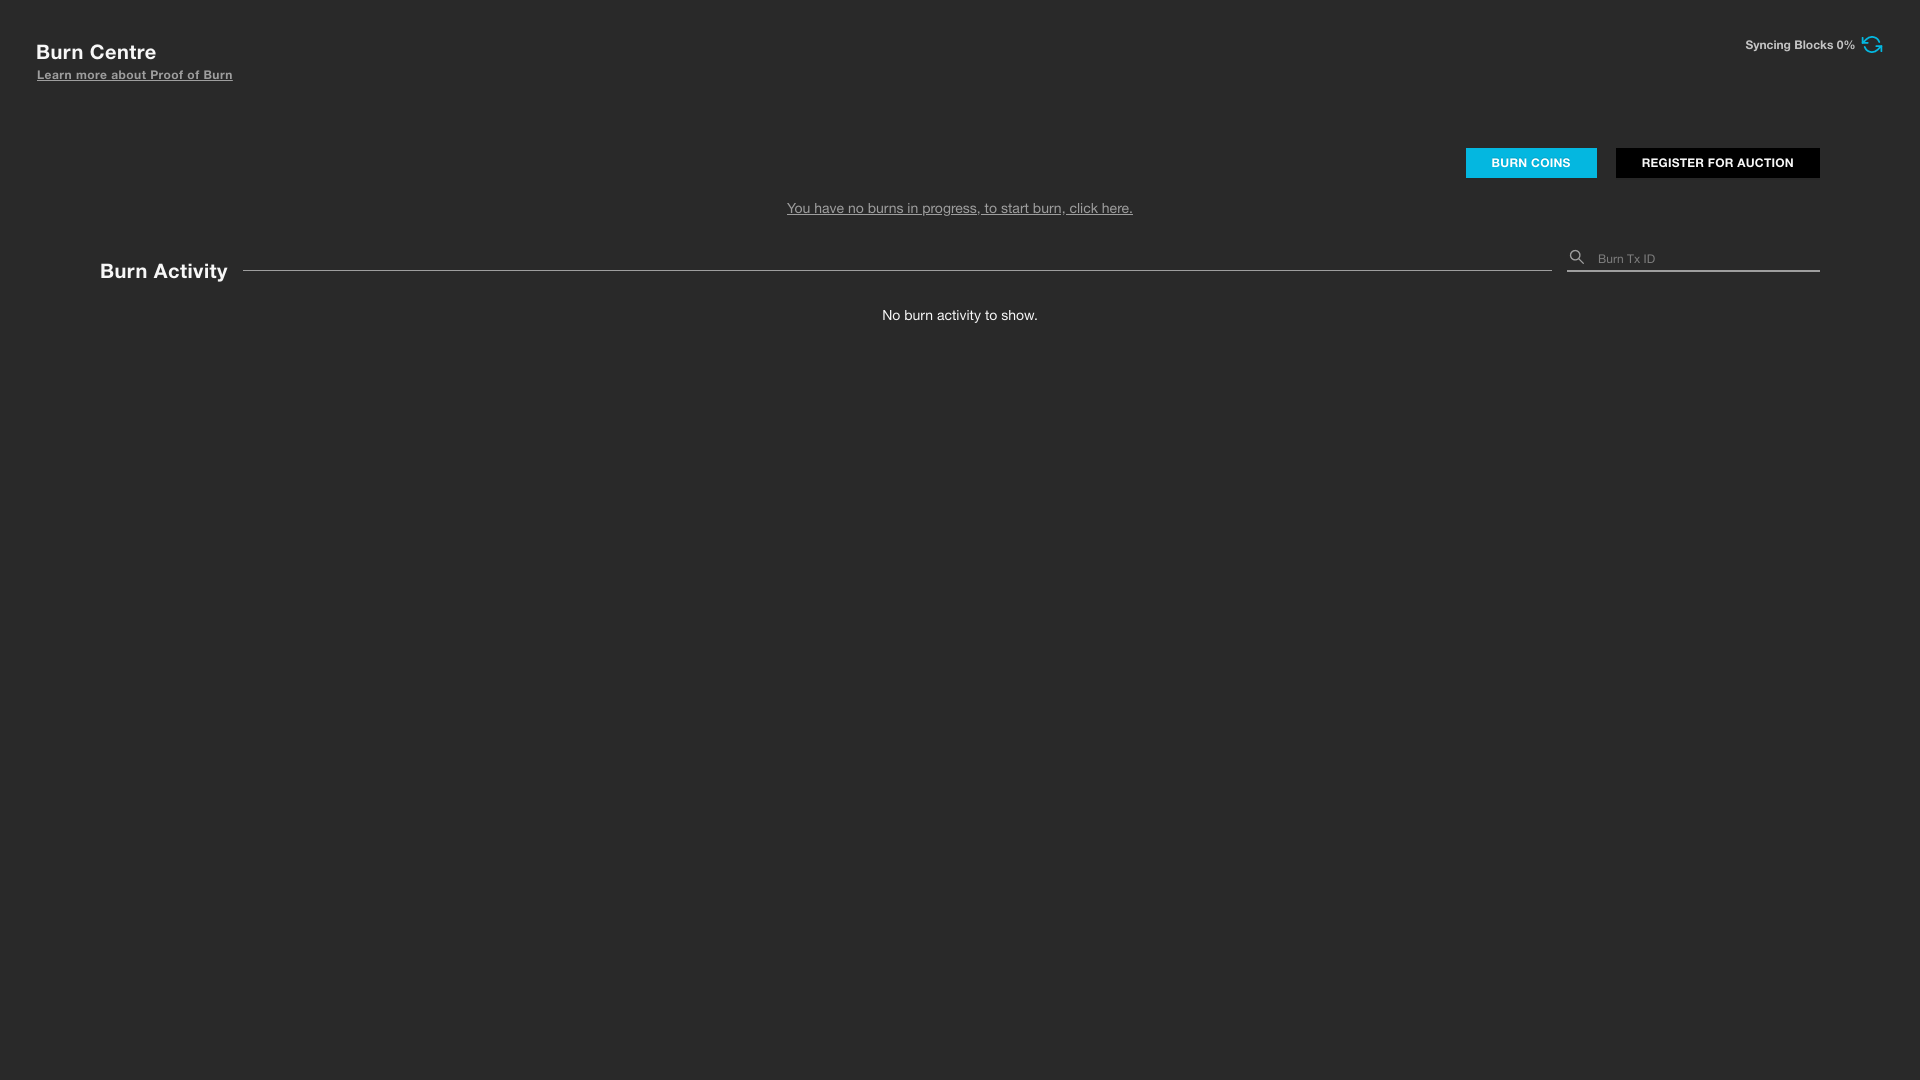 Burn Centre
Learn more about Proof of Burn
Syncing Blocks 0%
BURN COINS
REGISTER FOR AUCTION
You have no burns in progress, to start burn, click here.
Burn Activity
Burn Tx ID
No burn activity to show.